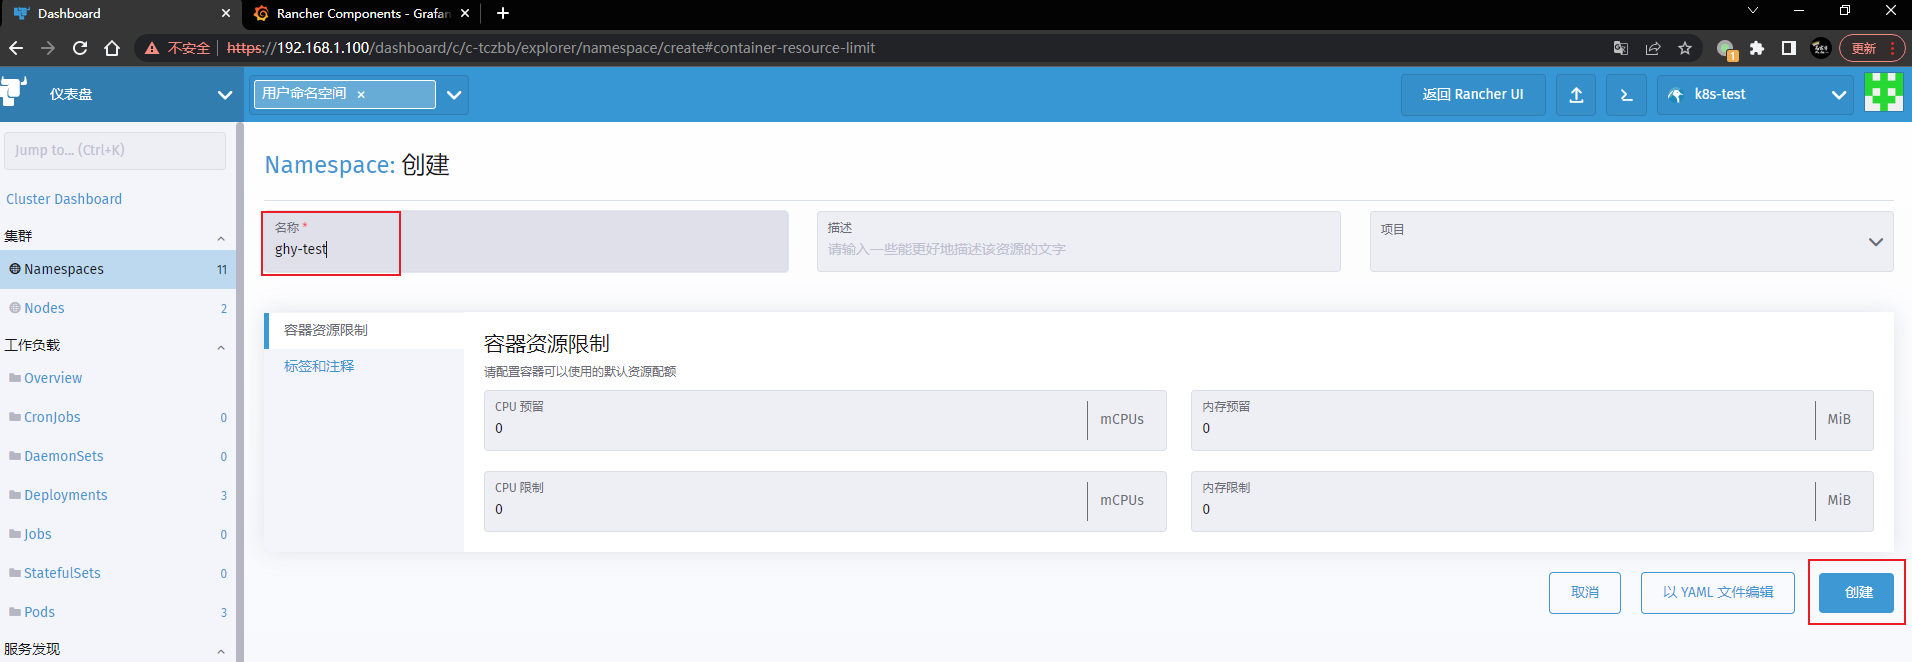 Dashboard
Rancher Components - Grafan
不安全
https://192.168.1.100/dashboard/c/c-tczbb/explorer/namespace/create#container-resource-limit
1
更新
仪表盘
用户命名空间 ×
返回 Rancher UI
k8s-test
Jump to... (Ctrl+K)
Cluster Dashboard
集群
Namespaces 11
Nodes 2
工作负载
Overview
CronJobs 0
DaemonSets 0
Deployments 3
Jobs 0
StatefulSets 0
Pods 3
服务发现
Namespace: 创建
名称 *
ghy-test
描述
请输入一些能更好地描述该资源的文字
项目
容器资源限制
标签和注释
容器资源限制
请配置容器可以使用的默认资源配额
CPU 预留
0
mCPUs
内存预留
0
MiB
CPU 限制
0
mCPUs
内存限制
0
MiB
取消
以 YAML 文件编辑
创建